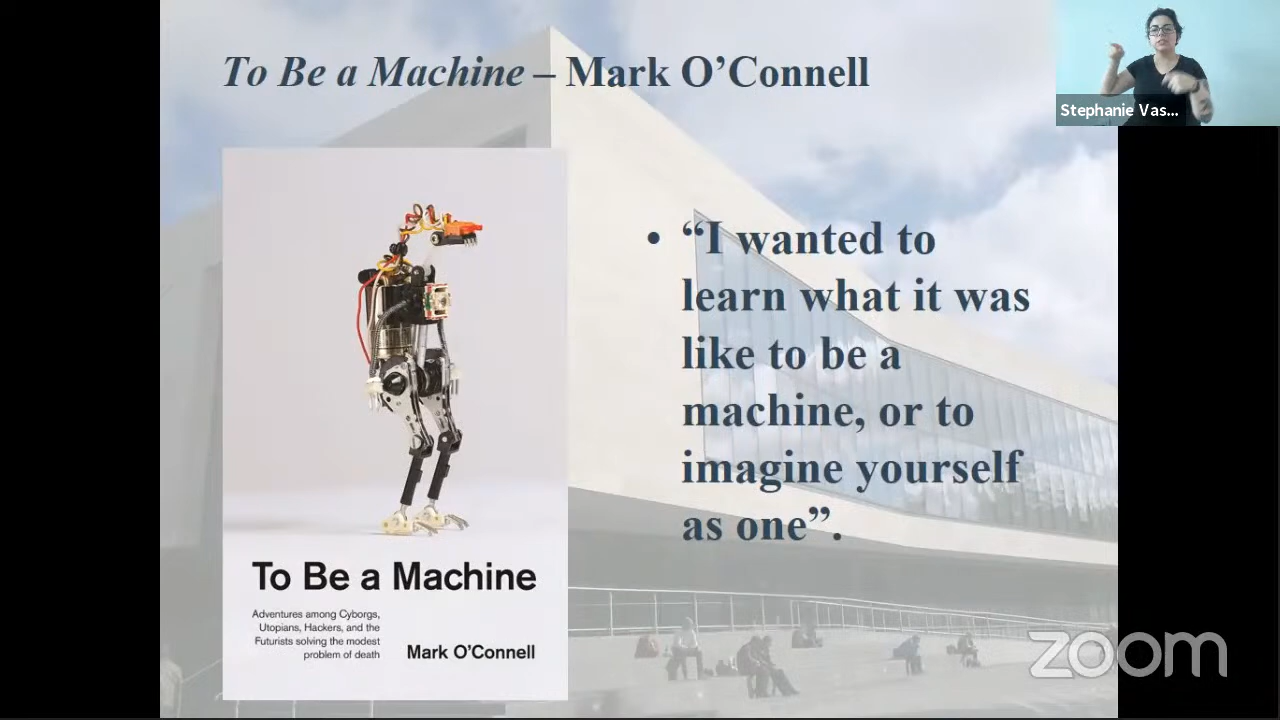 To Be a Machine – Mark O’Connell
Stephanie Vas...
• “I wanted to
learn what it was
like to be a
machine, or to
imagine yourself
as one”.
To Be a Machine
Adventures among Cyborgs,
Utopians, Hackers, and the
Futurists solving the modest
problem of death
Mark O’Connell
zoom